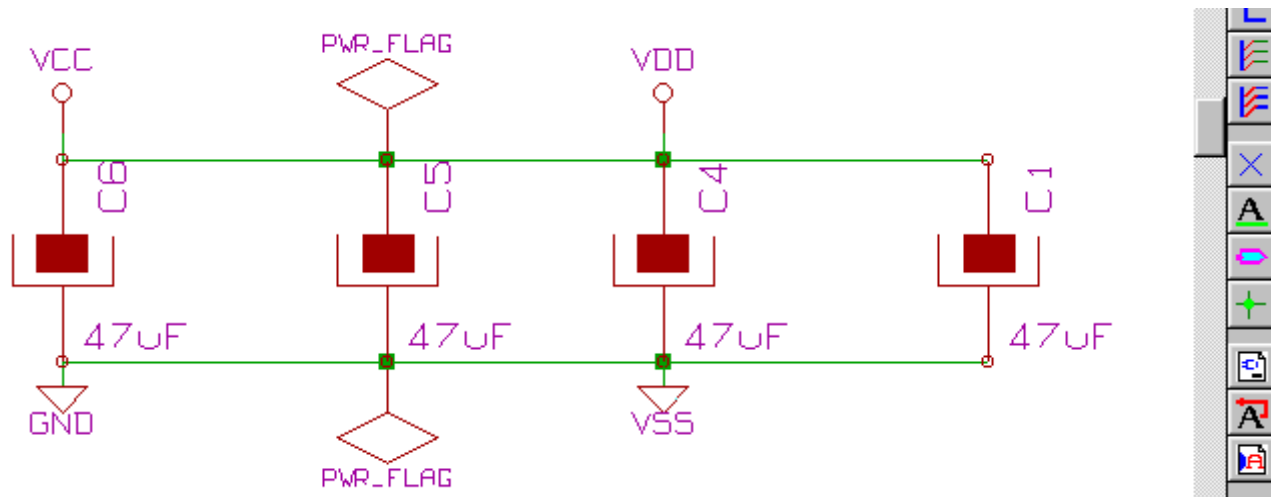 VCC
PWR_FLAG
VDD
C6
C5
C4
C1
47uF
47uF
47uF
47uF
GND
VSS
PWR_FLAG
A
A
A